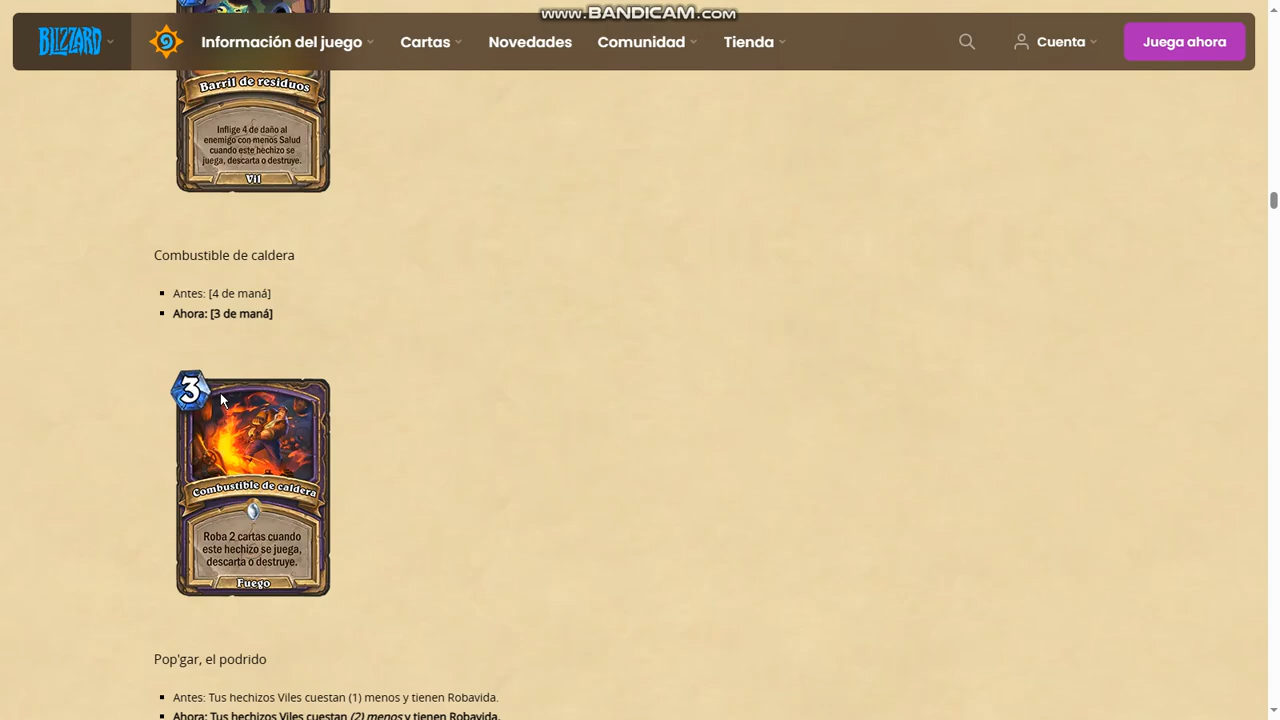 www.BANDICAM.com
BLIZZARD
Información del juego
Cartas
Novedades
Comunidad
Tienda
Cuenta
Juega ahora
Barril de residuos
Inflige 4 de daño al
enemigo con menos Salud
cuando este hechizo se
juega, descarta o destruye.
Vil
Combustible de caldera
Antes: [4 de maná]
Ahora: [3 de maná]
3
Combustible de caldera
Roba 2 cartas cuando
este hechizo se juega,
descarta o destruye.
Fuego
Pop'gar, el podrido
Antes: Tus hechizos Viles cuestan (1) menos y tienen Robavida.
Ahora: Tus hechizos Viles cuestan (2) menos y tienen Robavida.